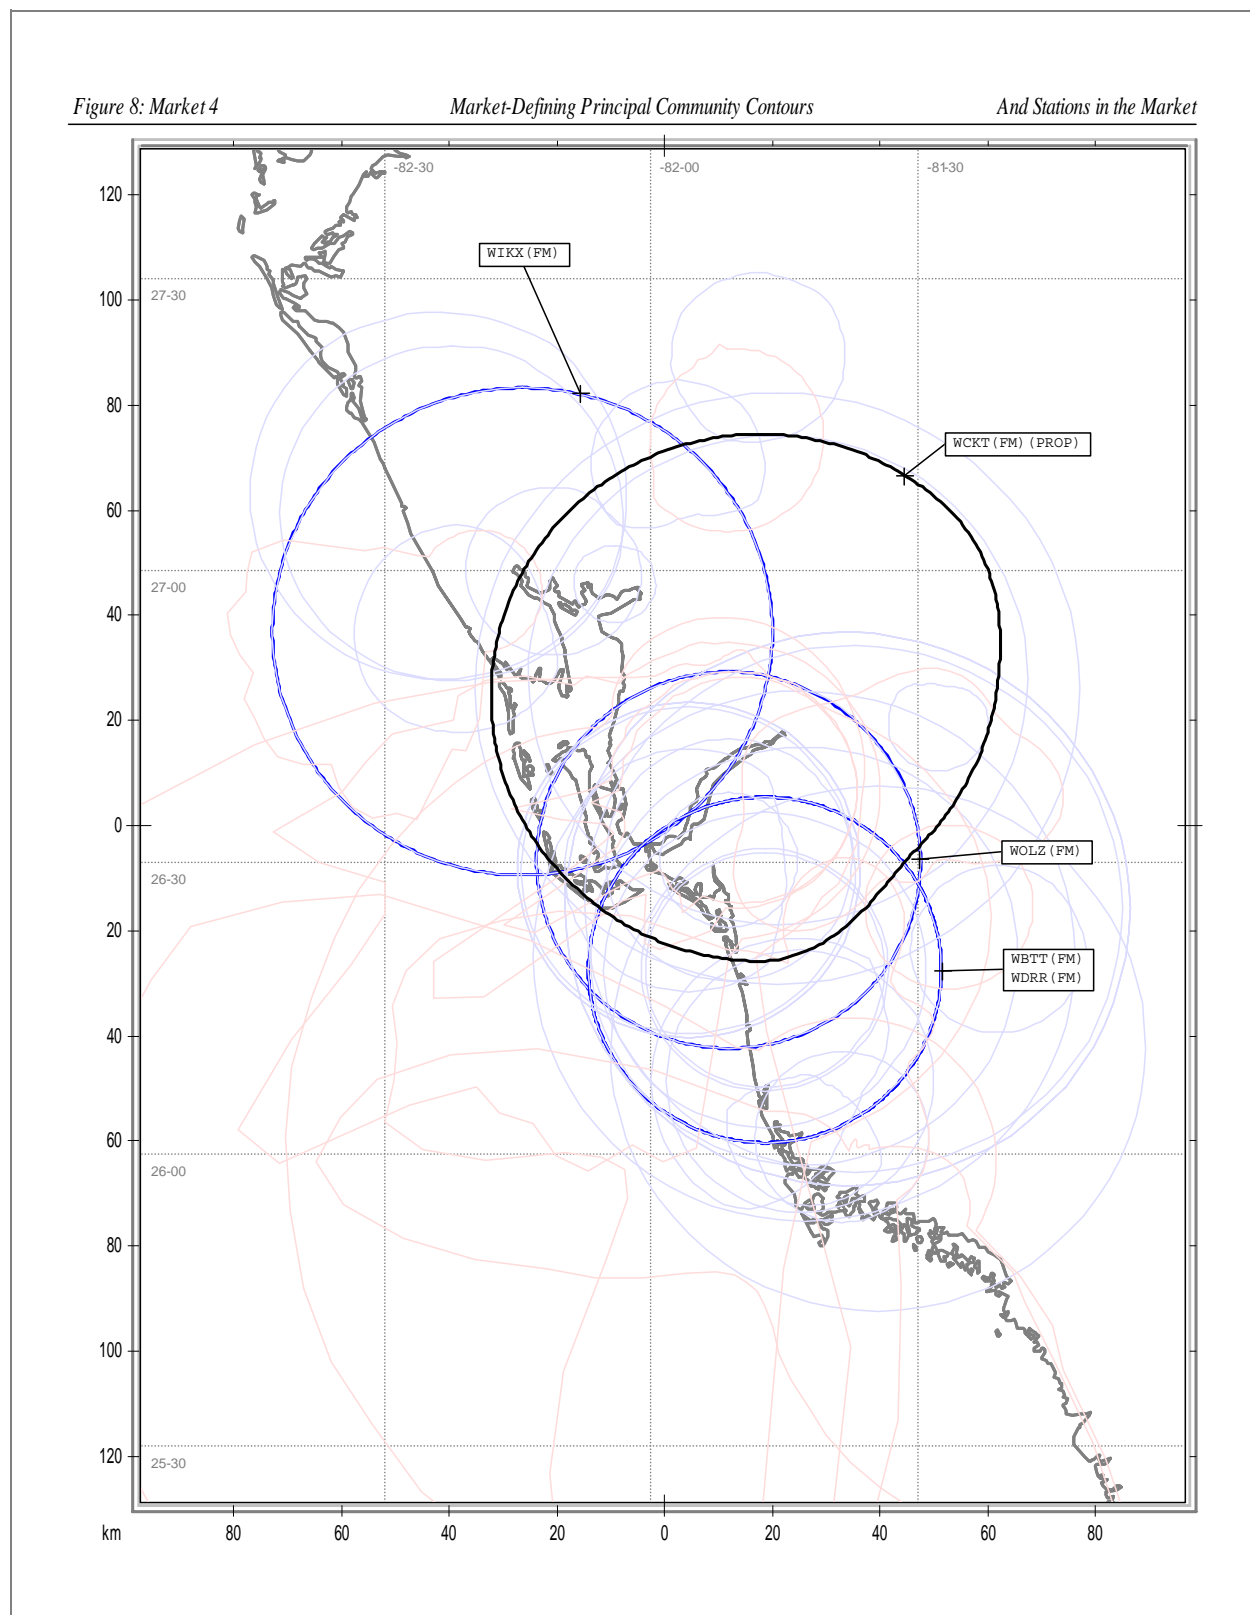 Figure 8: Market 4 Market-Defining Principal Community Contours And Stations in the Market
-82-30 -82-00 -81-30
120
WIKX(FM)
27-30
100
80
WCKT(FM)(PROP)
60
27-00
40
20
0
WOLZ(FM)
26-30
20
WBTT(FM)
WDRR(FM)
40
60
26-00
80
100
120
25-30
km 80 60 40 20 0 20 40 60 80